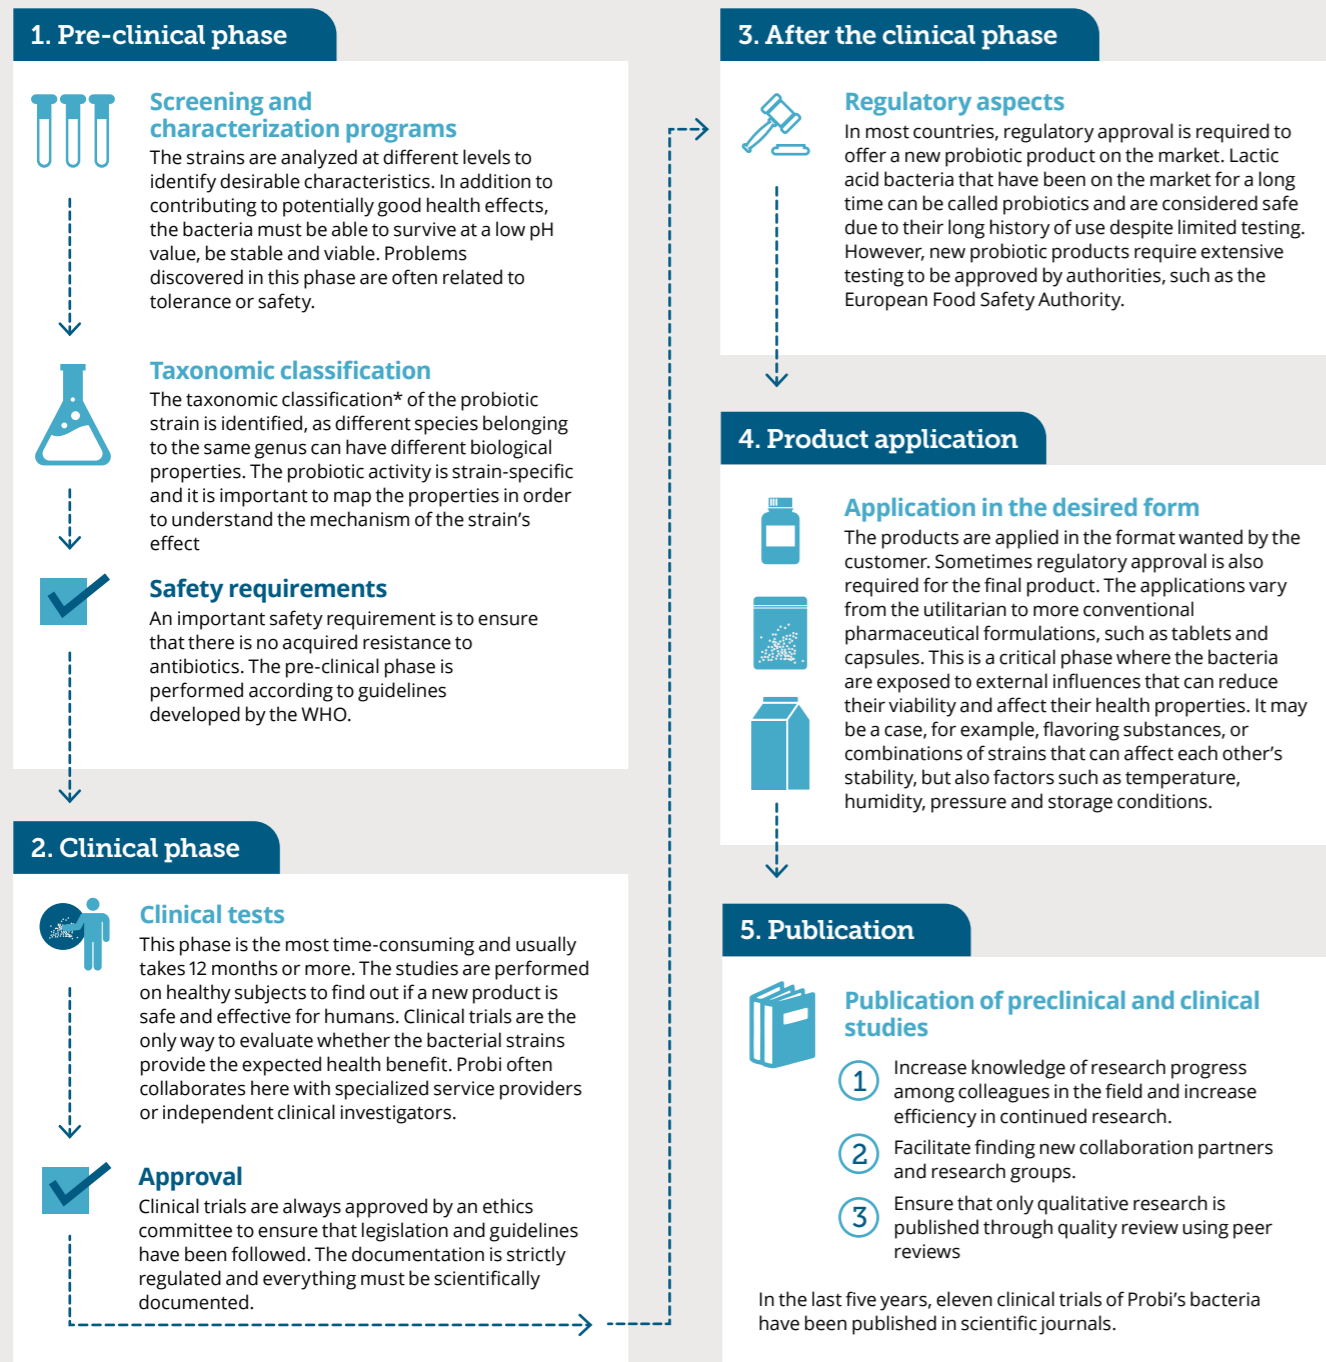 1. Pre-clinical phase
Screening and
characterization programs
The strains are analyzed at different levels to
identify desirable characteristics. In addition to
contributing to potentially good health effects,
the bacteria must be able to survive at a low pH
value, be stable and viable. Problems
discovered in this phase are often related to
tolerance or safety.
Taxonomic classification
The taxonomic classification* of the probiotic
strain is identified, as different species belonging
to the same genus can have different biological
properties. The probiotic activity is strain-specific
and it is important to map the properties in order
to understand the mechanism of the strain’s
effect
Safety requirements
An important safety requirement is to ensure
that there is no acquired resistance to
antibiotics. The pre-clinical phase is
performed according to guidelines
developed by the WHO.
2. Clinical phase
Clinical tests
This phase is the most time-consuming and usually
takes 12 months or more. The studies are performed
on healthy subjects to find out if a new product is
safe and effective for humans. Clinical trials are the
only way to evaluate whether the bacterial strains
provide the expected health benefit. Probi often
collaborates here with specialized service providers
or independent clinical investigators.
Approval
Clinical trials are always approved by an ethics
committee to ensure that legislation and guidelines
have been followed. The documentation is strictly
regulated and everything must be scientifically
documented.
3. After the clinical phase
Regulatory aspects
In most countries, regulatory approval is required to
offer a new probiotic product on the market. Lactic
acid bacteria that have been on the market for a long
time can be called probiotics and are considered safe
due to their long history of use despite limited testing.
However, new probiotic products require extensive
testing to be approved by authorities, such as the
European Food Safety Authority.
4. Product application
Application in the desired form
The products are applied in the format wanted by the
customer. Sometimes regulatory approval is also
required for the final product. The applications vary
from the utilitarian to more conventional
pharmaceutical formulations, such as tablets and
capsules. This is a critical phase where the bacteria
are exposed to external influences that can reduce
their viability and affect their health properties. It may
be a case, for example, flavoring substances, or
combinations of strains that can affect each other’s
stability, but also factors such as temperature,
humidity, pressure and storage conditions.
5. Publication
Publication of preclinical and clinical
studies
1 Increase knowledge of research progress
among colleagues in the field and increase
efficiency in continued research.
2 Facilitate finding new collaboration partners
and research groups.
3 Ensure that only qualitative research is
published through quality review using peer
reviews
In the last five years, eleven clinical trials of Probi’s bacteria
have been published in scientific journals.